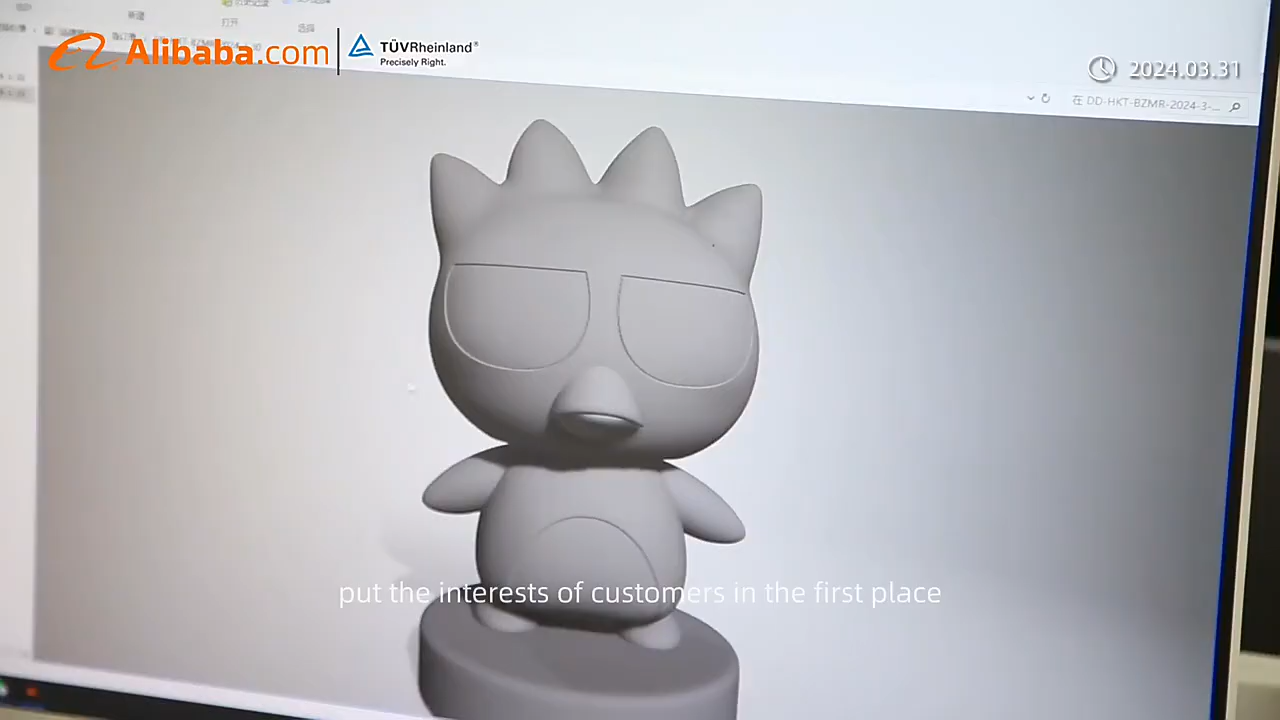 Alibaba.com
TÜVRheinland®
Precisely Right.
2024.03.31
在 DD-HKT-BZMR-2024-3-...
put the interests of customers in the first place